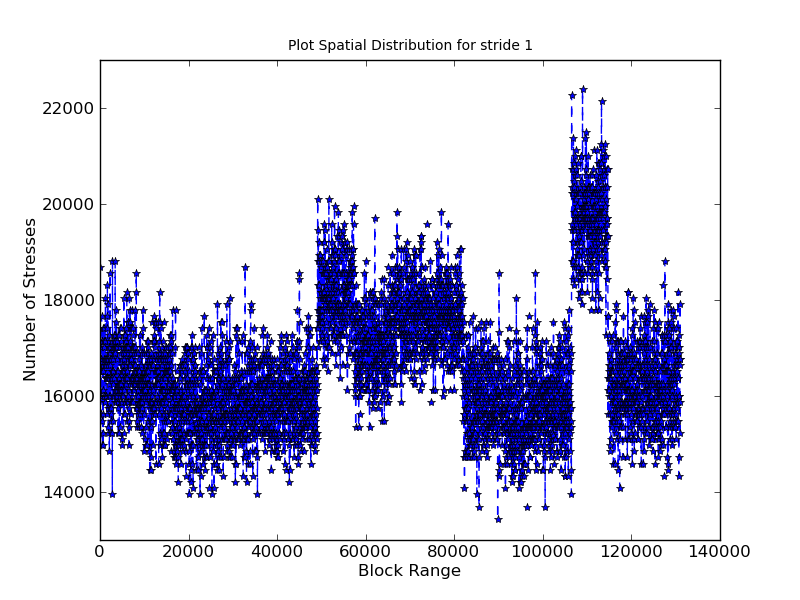 Plot Spatial Distribution for stride 1
22000
20000
18000
16000
14000
Number of Stresses
0 20000 40000 60000 80000 100000 120000 140000
Block Range